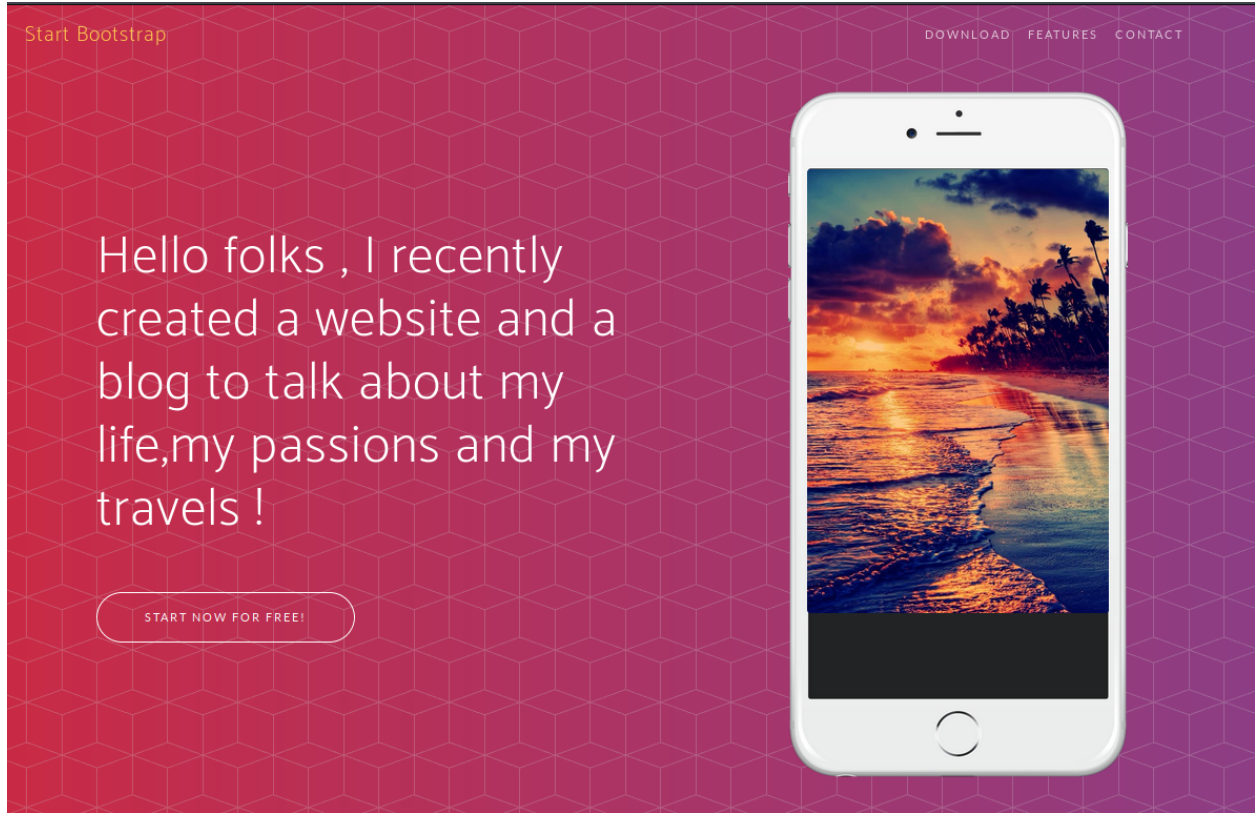 Start Bootstrap
DOWNLOAD FEATURES CONTACT
Hello folks , I recently
created a website and a
blog to talk about my
life,my passions and my
travels !
START NOW FOR FREE!